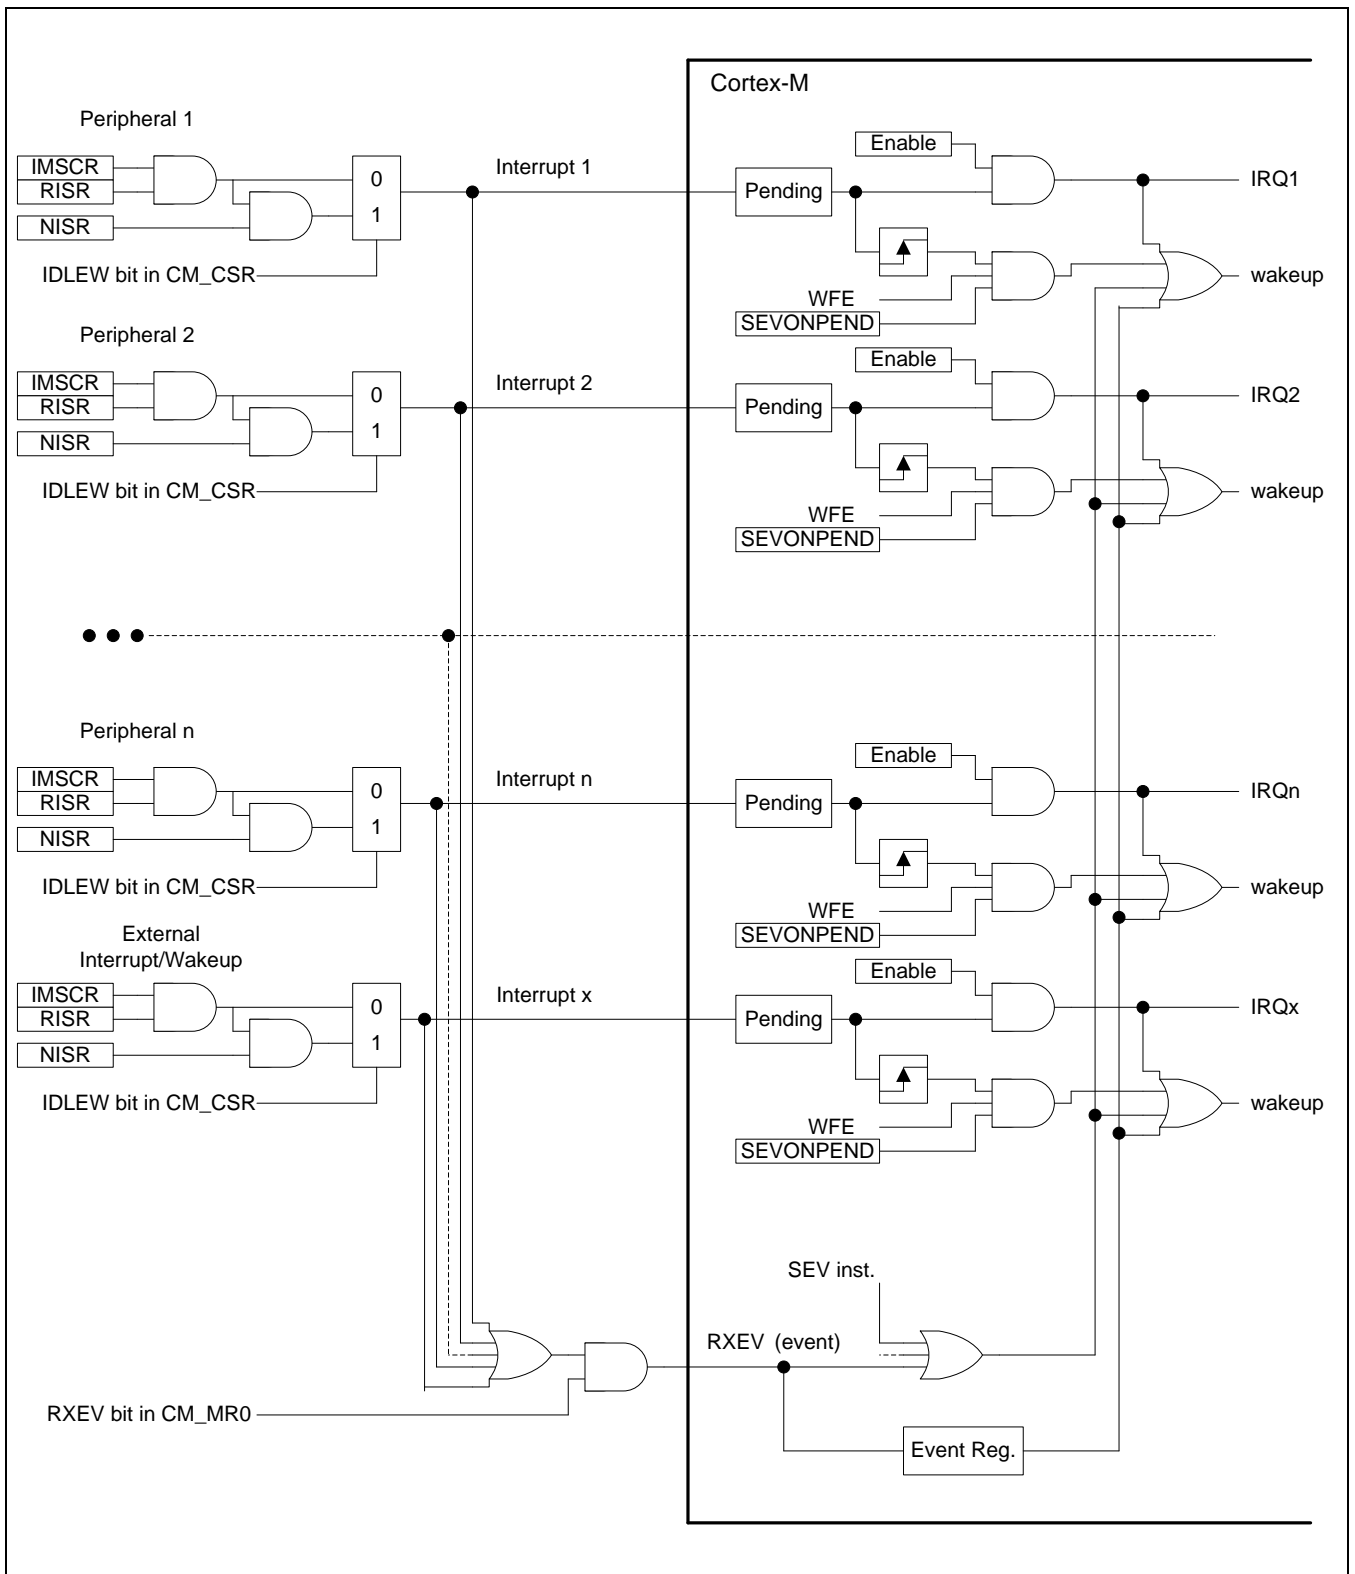 Cortex-M
Peripheral 1
IMSCR
RISR
NISR
IDLEW bit in CM_CSR
0
1
Interrupt 1
Pending
Enable
WFE
SEVONPEND
IRQ1
wakeup
Peripheral 2
IMSCR
RISR
NISR
IDLEW bit in CM_CSR
0
1
Interrupt 2
Pending
Enable
WFE
SEVONPEND
IRQ2
wakeup
Peripheral n
IMSCR
RISR
NISR
IDLEW bit in CM_CSR
0
1
Interrupt n
Pending
Enable
WFE
SEVONPEND
IRQn
wakeup
External
Interrupt/Wakeup
IMSCR
RISR
NISR
IDLEW bit in CM_CSR
0
1
Interrupt x
Pending
Enable
WFE
SEVONPEND
IRQx
wakeup
SEV inst.
RXEV (event)
RXEV bit in CM_MR0
Event Reg.